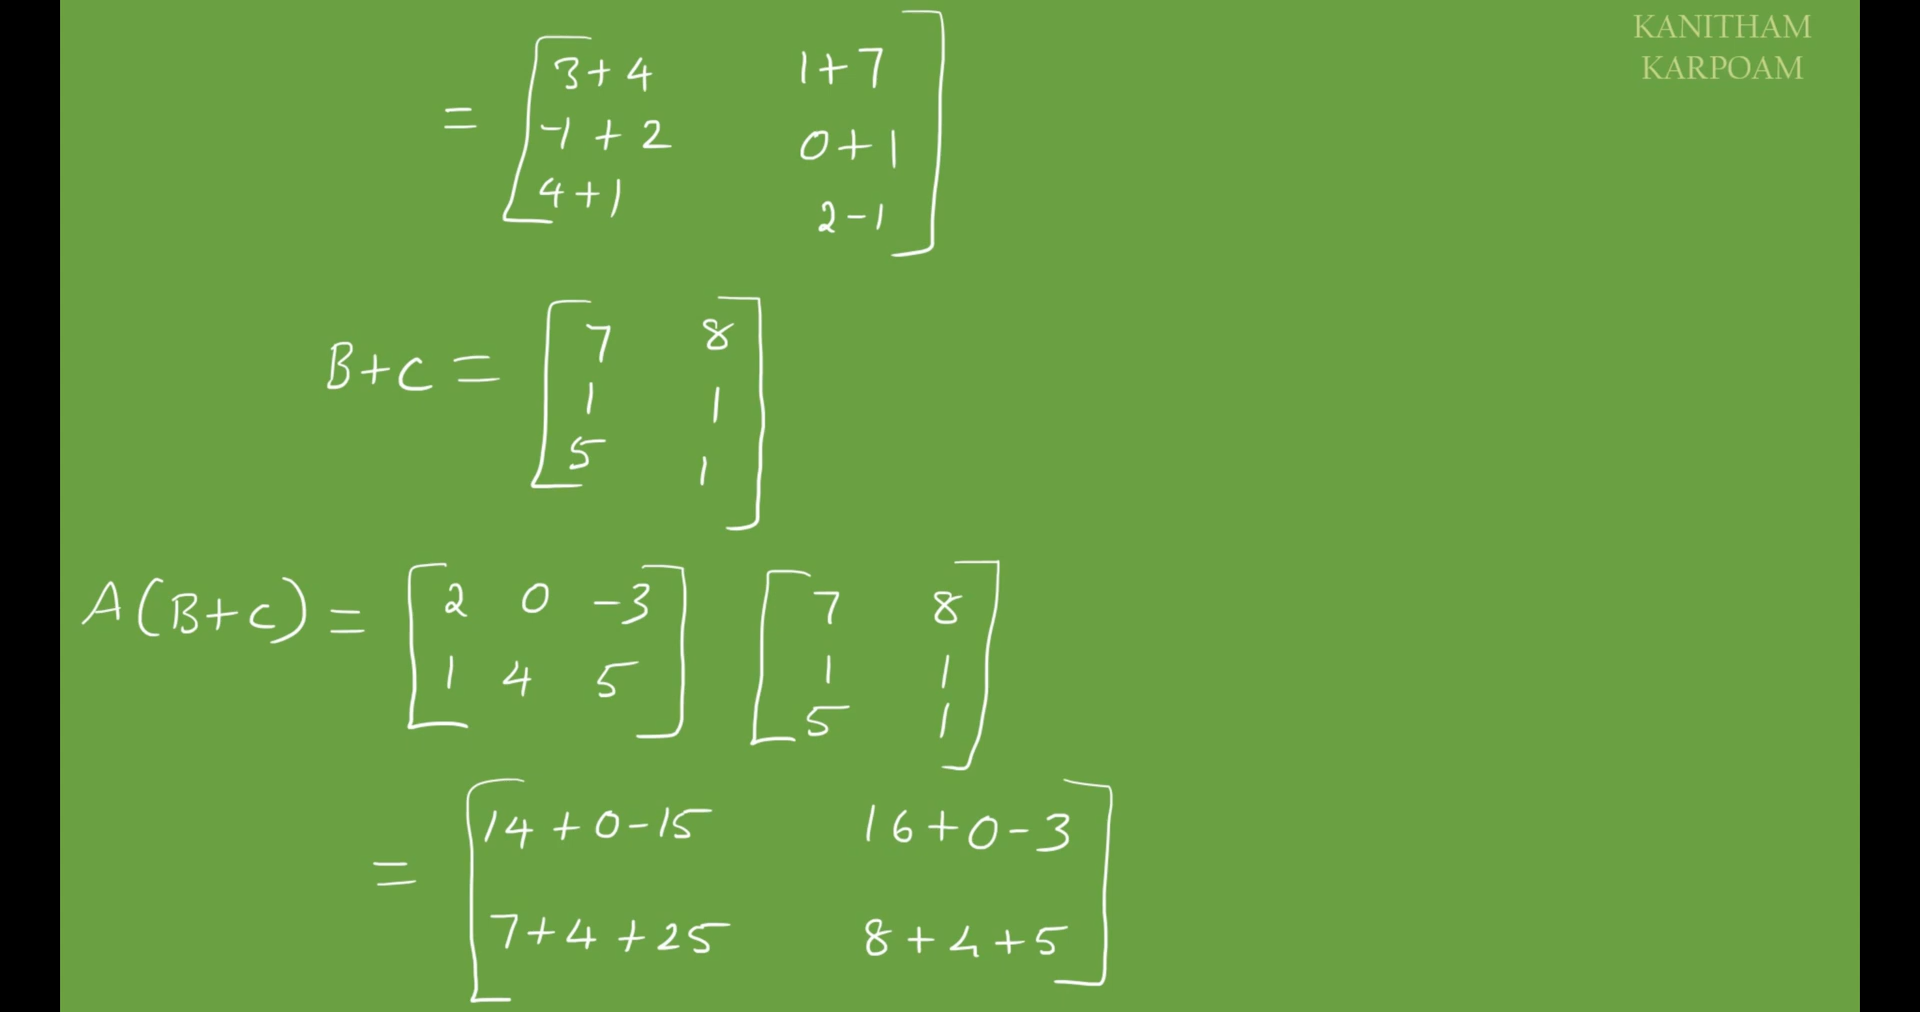 KANITHAM
KARPOAM
= [ 3+4 1+7
-1+2 0+1
4+1 2-1 ]
B+C = [ 7 8
1 1
5 1 ]
A(B+C) = [ 2 0 -3
1 4 5 ] [ 7 8
1 1
5 1 ]
= [ 14+0-15 16+0-3
7+4+25 8+4+5 ]